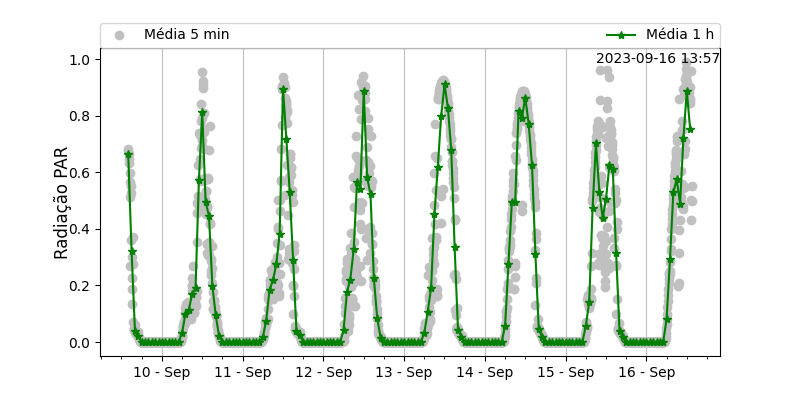 Média 5 min
Média 1 h
2023-09-16 13:57
Radiação PAR
1.0
0.8
0.6
0.4
0.2
0.0
10 - Sep
11 - Sep
12 - Sep
13 - Sep
14 - Sep
15 - Sep
16 - Sep